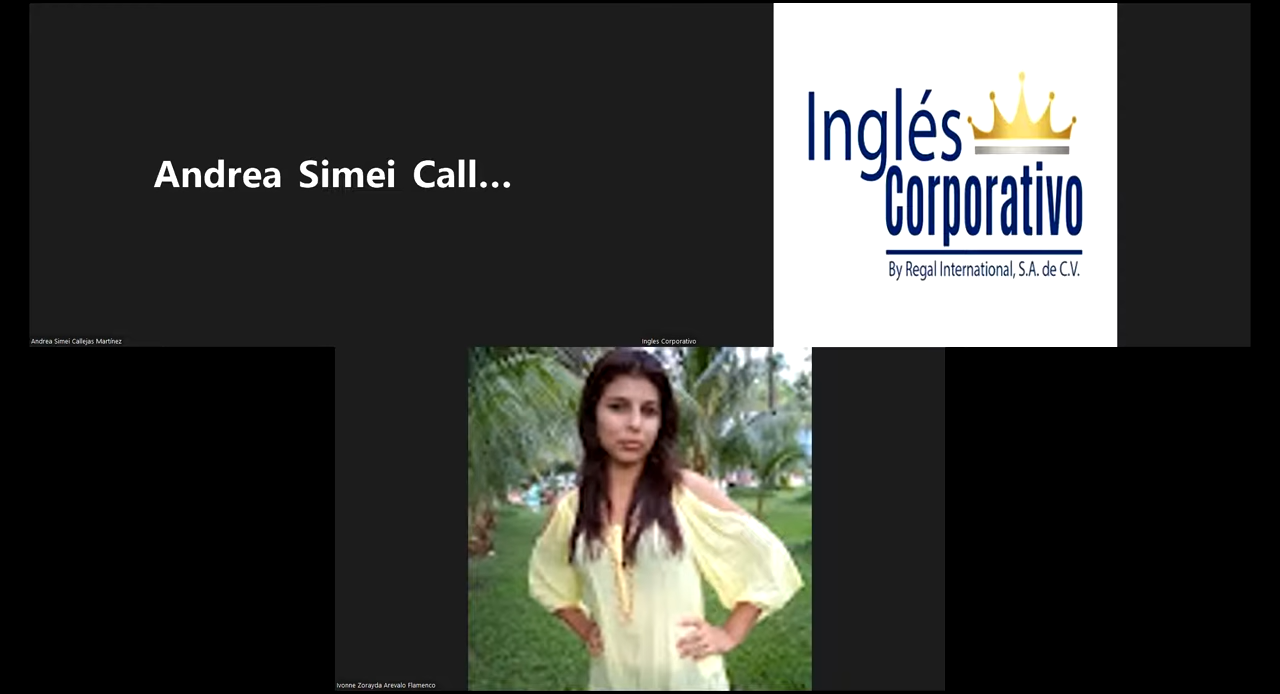 Andrea Simei Call...
Inglés
Corporativo
By Regal International, S.A. de C.V.
Andrea Simei Callejas Martínez
Ingles Corporativo
Ivonne Zorayda Arevalo Flamenco